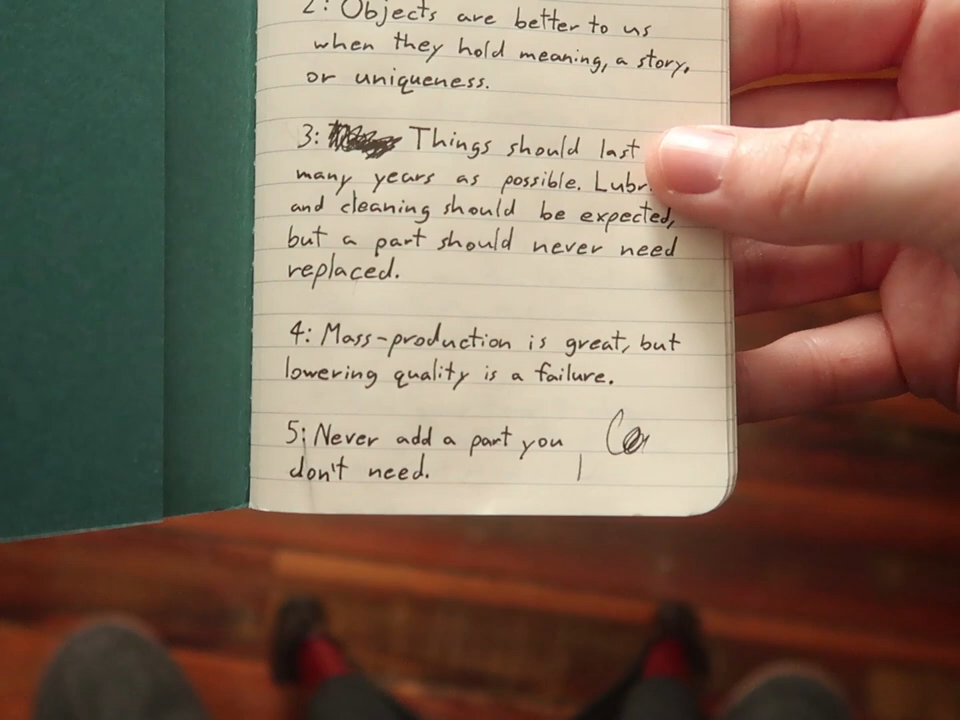 2: Objects are better to us
when they hold meaning, a story,
or uniqueness.
3: Things should last
many years as possible.
and cleaning should be expected,
but a part should never need
replaced.
4: Mass-production is great, but
lowering quality is a failure.
5: Never add a part you
don't need.